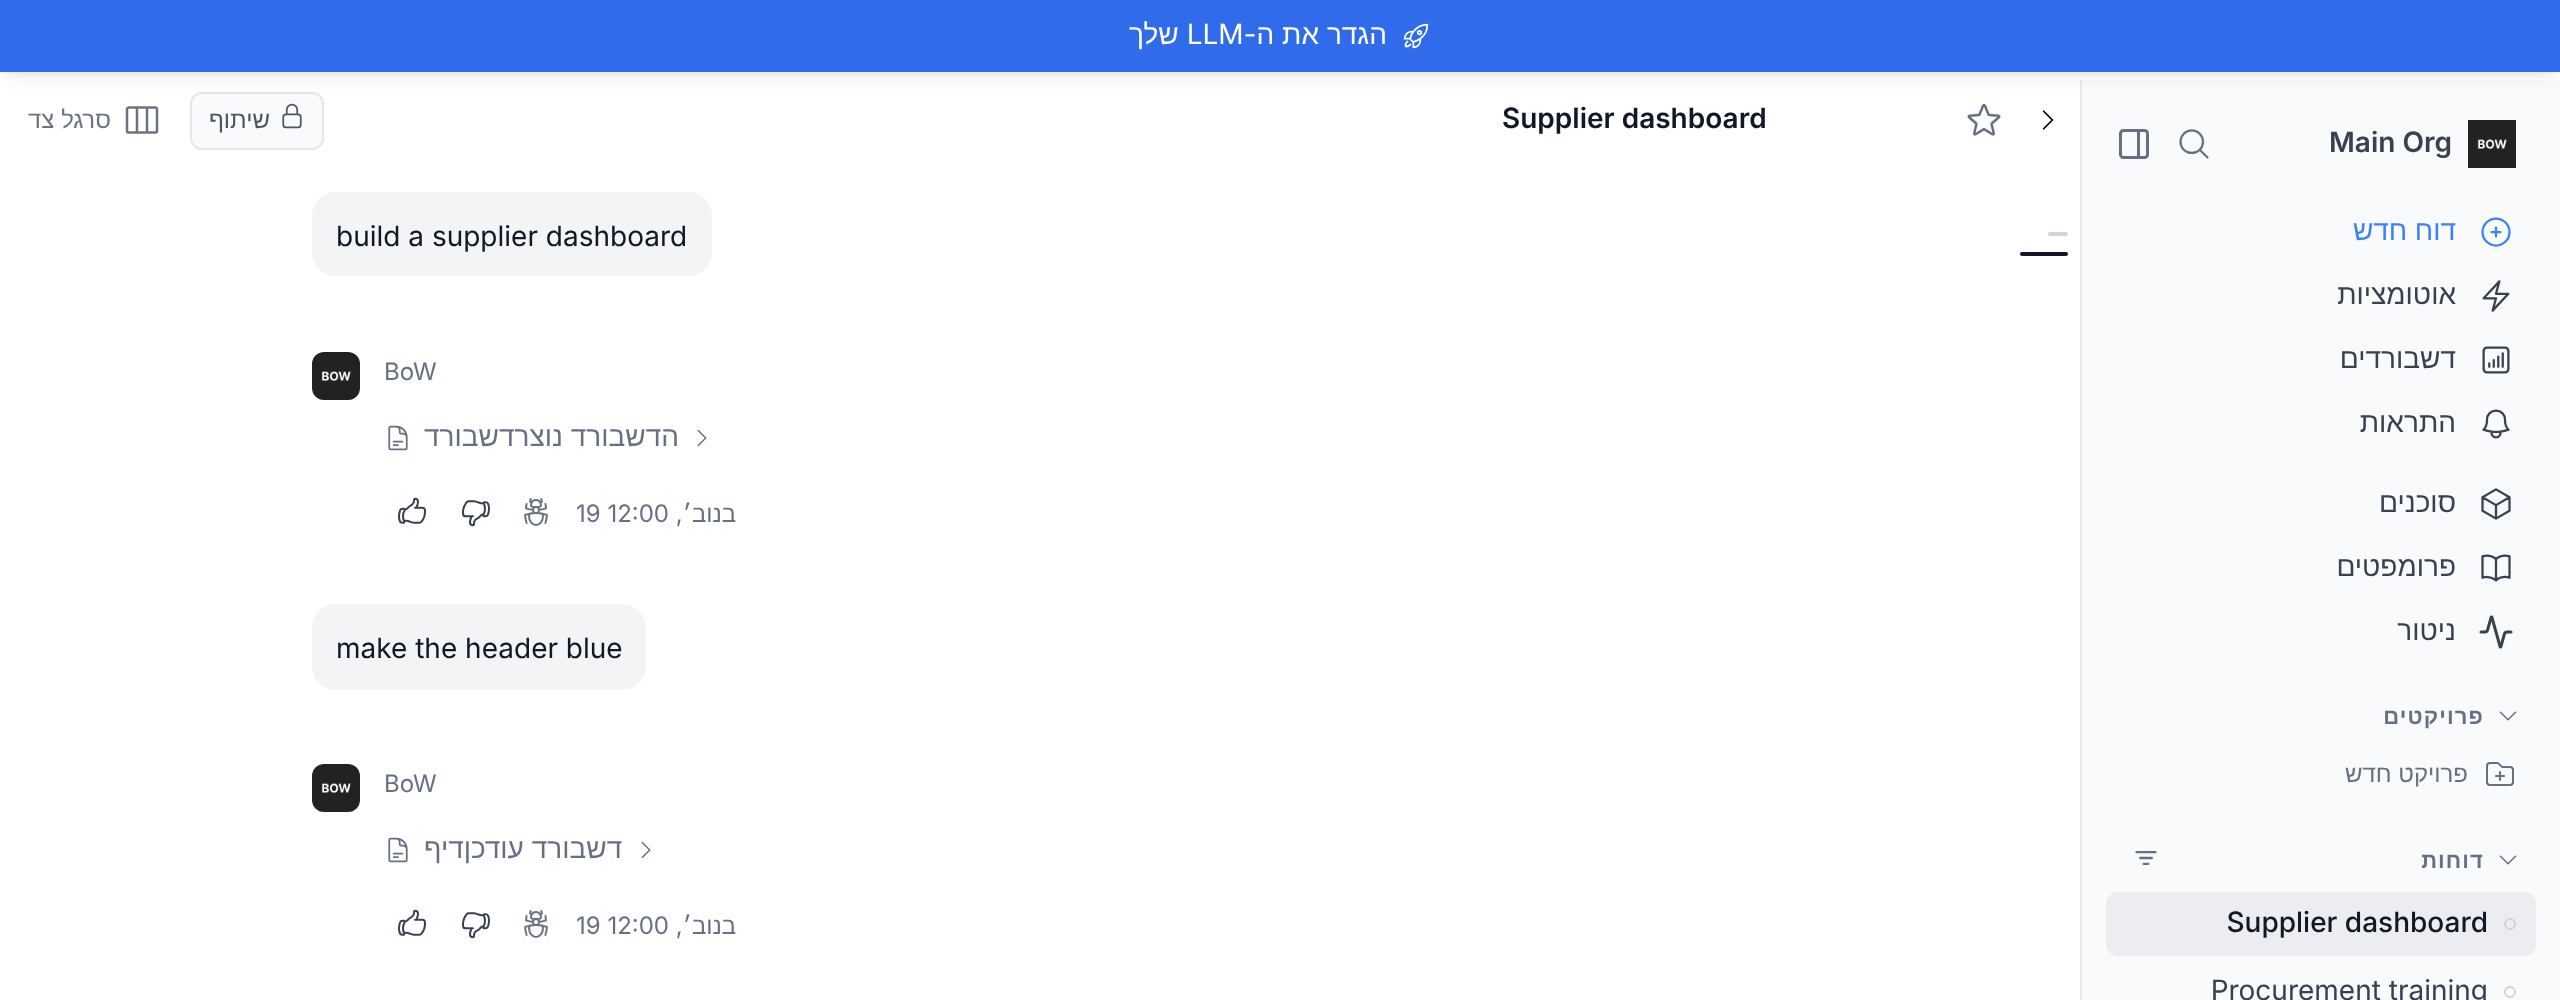 הגדר את ה-LLM שלך
BOW
Main Org
דוח חדש
אוטומציות
דשבורדים
התראות
סוכנים
פרומפטים
ניטור
פרויקטים
פרויקט חדש
דוחות
Supplier dashboard
Procurement training
Supplier dashboard
שיתוף
סרגל צד
build a supplier dashboard
BOW
BoW
הדשבורד נוצרדשבורד
19 בנוב׳, 12:00
make the header blue
BOW
BoW
דשבורד עודכןדיף
19 בנוב׳, 12:00